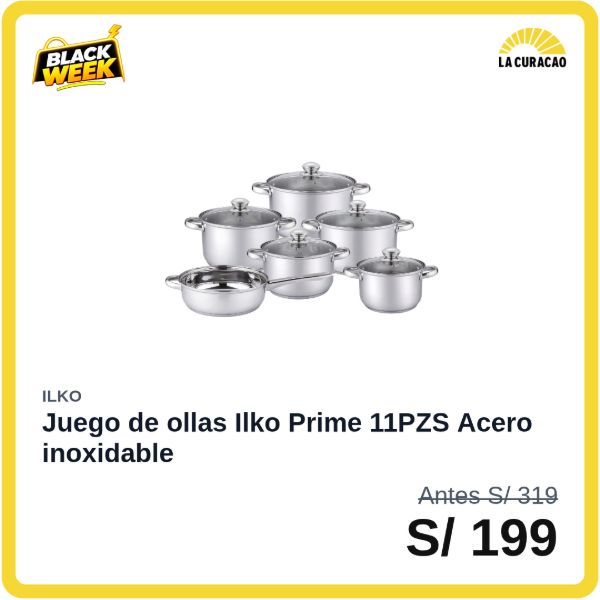 BLACK
WEEK
LA CURACAO
ILKO
Juego de ollas Ilko Prime 11PZS Acero
inoxidable
Antes S/ 319
S/ 199